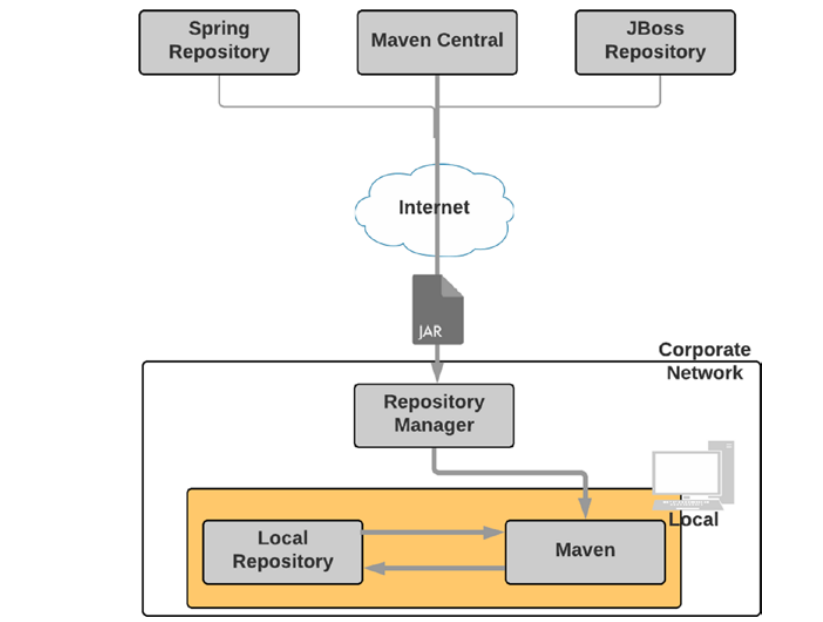 Spring
Repository
Maven Central
JBoss
Repository
Internet
JAR
Corporate
Network
Repository
Manager
Local
Local
Repository
Maven